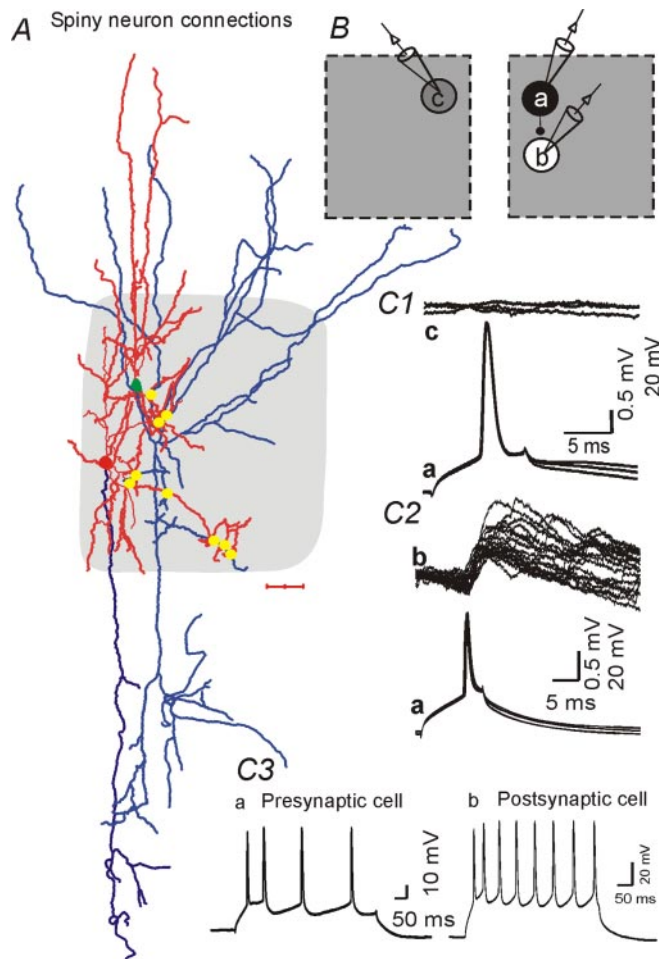 A Spiny neuron connections
B
c
a
b
C1
c
0.5 mV
20 mV
5 ms
a
C2
b
0.5 mV
20 mV
5 ms
a
C3
a Presynaptic cell
b Postsynaptic cell
10 mV
50 ms
20 mV
50 ms